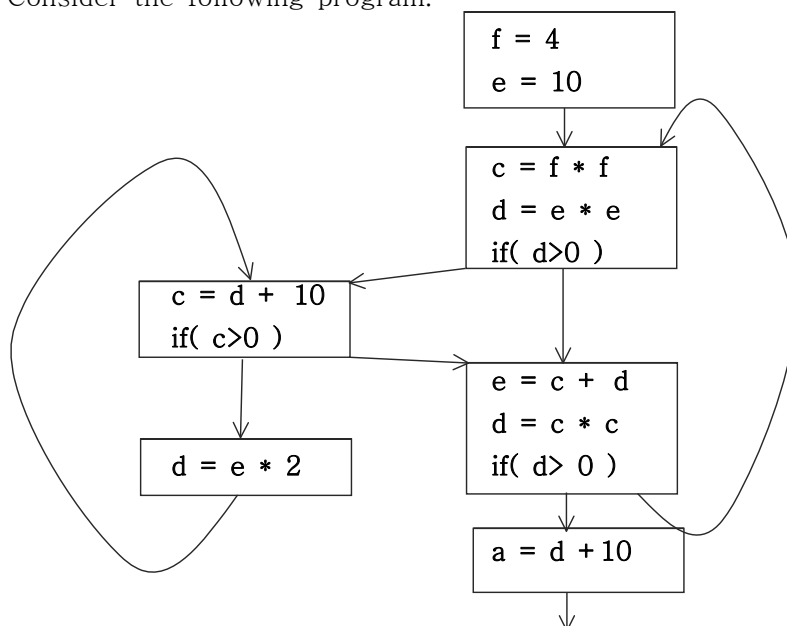 Consider the following program.
f = 4
e = 10
c = f * f
d = e * e
if( d>0 )
c = d + 10
if( c>0 )
d = e * 2
e = c + d
d = c * c
if( d> 0 )
a = d +10